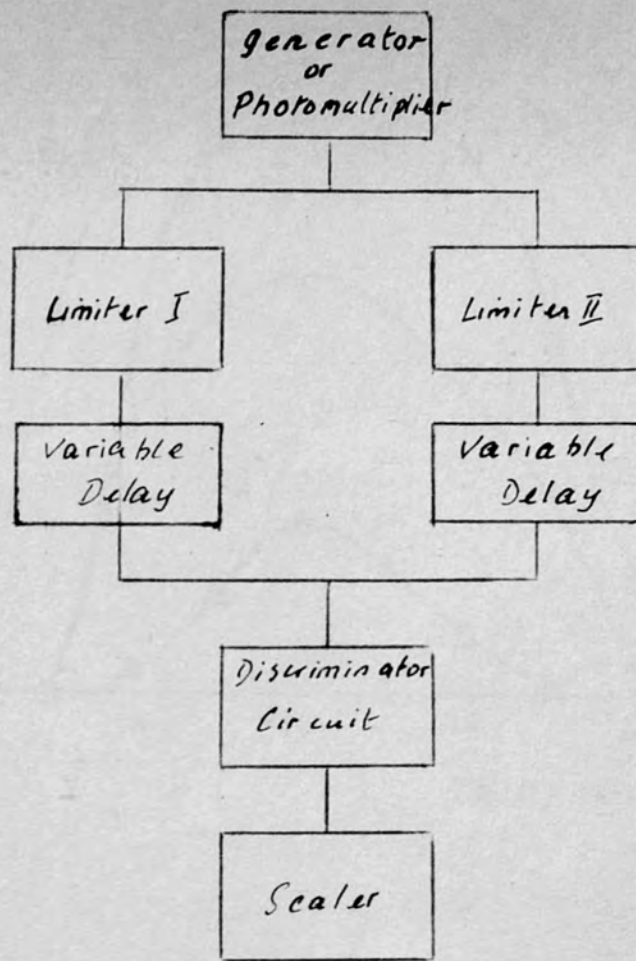 generator
or
Photomultiplier
Limiter I
Limiter II
Variable
Delay
Variable
Delay
Discriminator
Circuit
Scaler